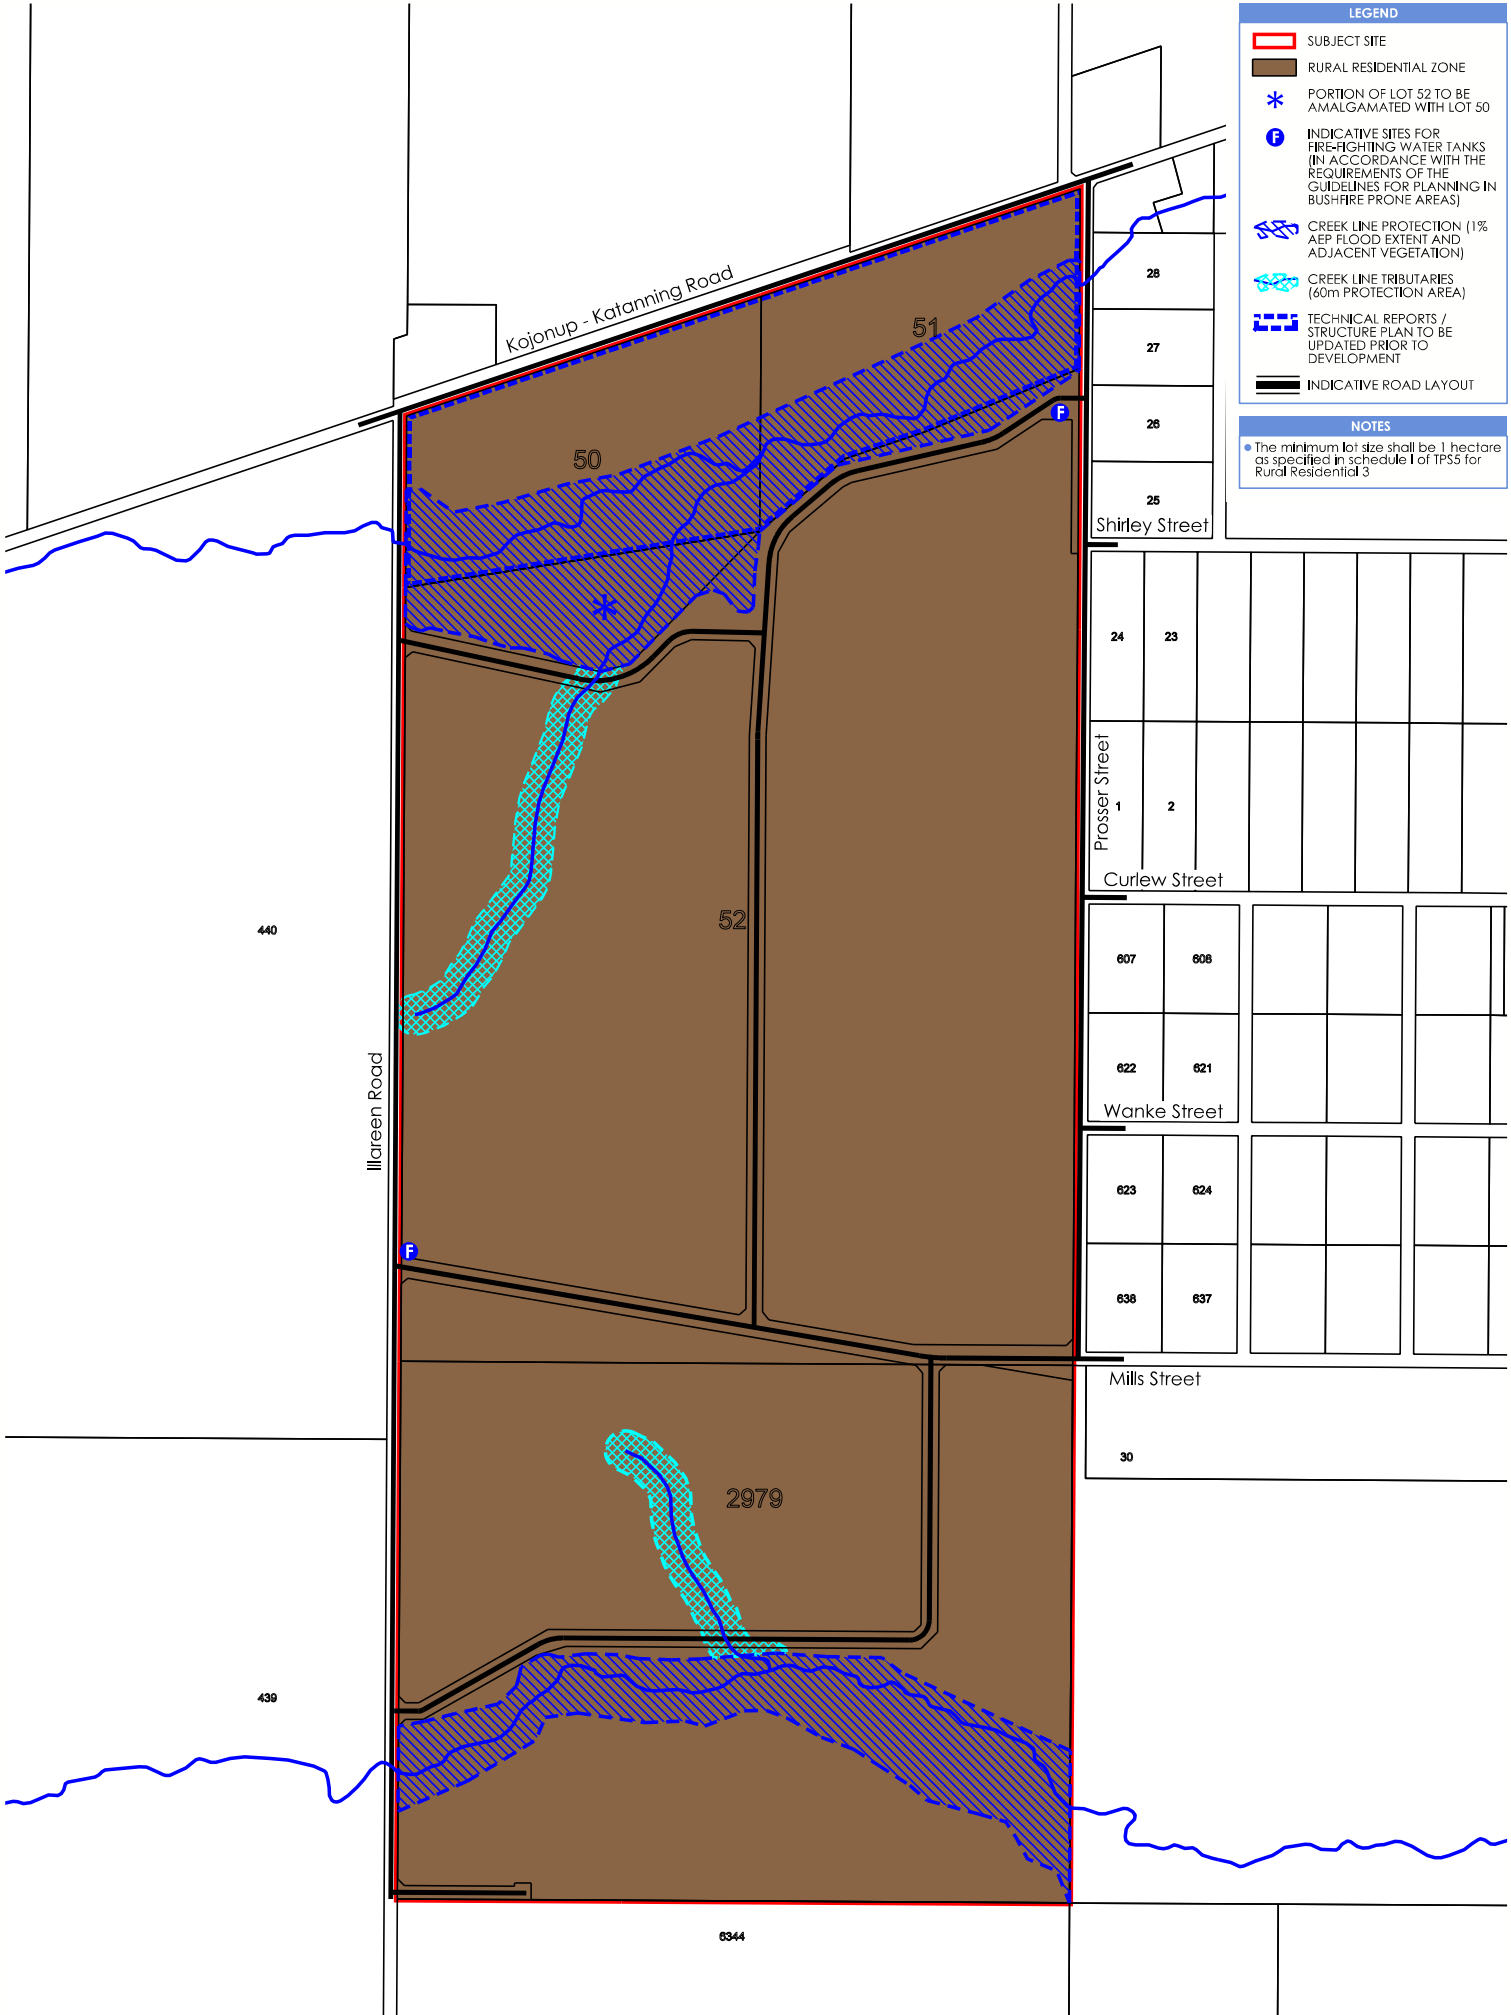 LEGEND
SUBJECT SITE
RURAL RESIDENTIAL ZONE
PORTION OF LOT 52 TO BE
AMALGAMATED WITH LOT 50
F
INDICATIVE SITES FOR
FIRE-FIGHTING WATER TANKS
(IN ACCORDANCE WITH THE
REQUIREMENTS OF THE
GUIDELINES FOR PLANNING IN
BUSHFIRE PRONE AREAS)
CREEK LINE PROTECTION (1%
AEP FLOOD EXTENT AND
ADJACENT VEGETATION)
CREEK LINE TRIBUTARIES
(60m PROTECTION AREA)
TECHNICAL REPORTS /
STRUCTURE PLAN TO BE
UPDATED PRIOR TO
DEVELOPMENT
INDICATIVE ROAD LAYOUT
NOTES
• The minimum lot size shall be 1 hectare
as specified in schedule I of TPS5 for
Rural Residential 3
Kojonup - Katanning Road
28
51
27
F
26
50
25
Shirley Street
*
24
23
Prosser Street
1
2
Curlew Street
52
440
607
608
Illareen Road
622
621
Wanke Street
623
624
F
638
637
Mills Street
30
2979
439
6344